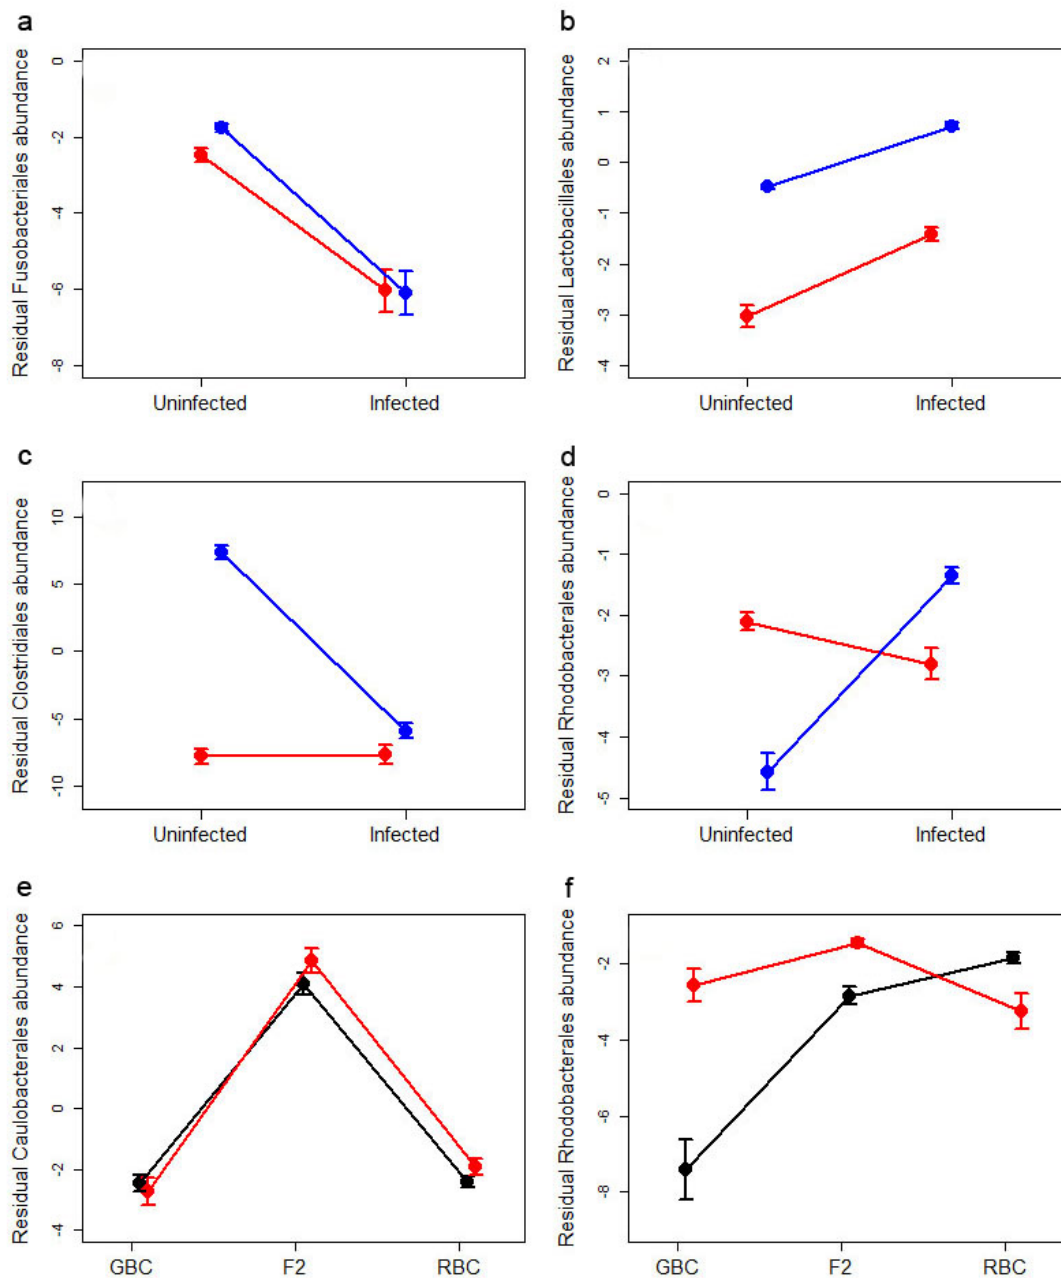 a
Residual Fusobacteriales abundance
0
-2
-4
-6
-8
Uninfected
Infected
b
Residual Lactobacillales abundance
2
1
0
-1
-2
-3
-4
Uninfected
Infected
c
Residual Clostridiales abundance
10
5
0
-5
-10
Uninfected
Infected
d
Residual Rhodobacterales abundance
0
-1
-2
-3
-4
-5
Uninfected
Infected
e
Residual Caulobacterales abundance
6
4
2
0
-2
-4
GBC
F2
RBC
f
Residual Rhodobacterales abundance
-2
-4
-6
-8
GBC
F2
RBC